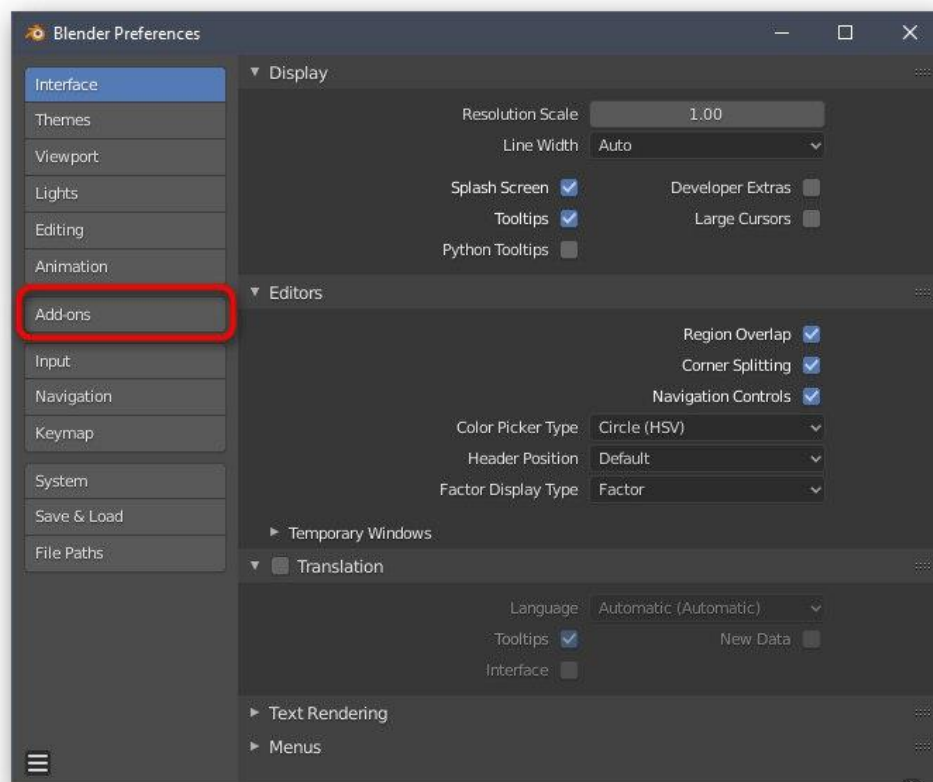 Blender Preferences
Interface
Themes
Viewport
Lights
Editing
Animation
Add-ons
Input
Navigation
Keymap
System
Save & Load
File Paths
Display
Resolution Scale 1.00
Line Width Auto
Splash Screen Developer Extras
Tooltips Large Cursors
Python Tooltips
Editors
Region Overlap
Corner Splitting
Navigation Controls
Color Picker Type Circle (HSV)
Header Position Default
Factor Display Type Factor
Temporary Windows
Translation
Language Automatic (Automatic)
Tooltips New Data
Interface
Text Rendering
Menus